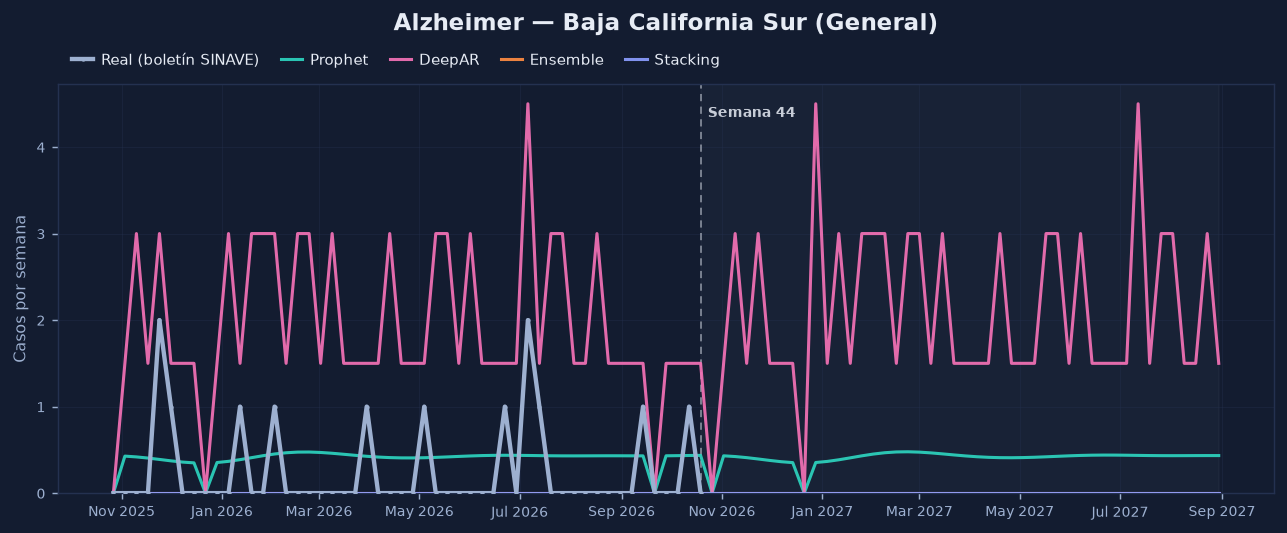 Alzheimer — Baja California Sur (General)
Real (boletín SINAVE) Prophet DeepAR Ensemble Stacking
Semana 44
Casos por semana
4
3
2
1
0
Nov 2025 Jan 2026 Mar 2026 May 2026 Jul 2026 Sep 2026 Nov 2026 Jan 2027 Mar 2027 May 2027 Jul 2027 Sep 2027